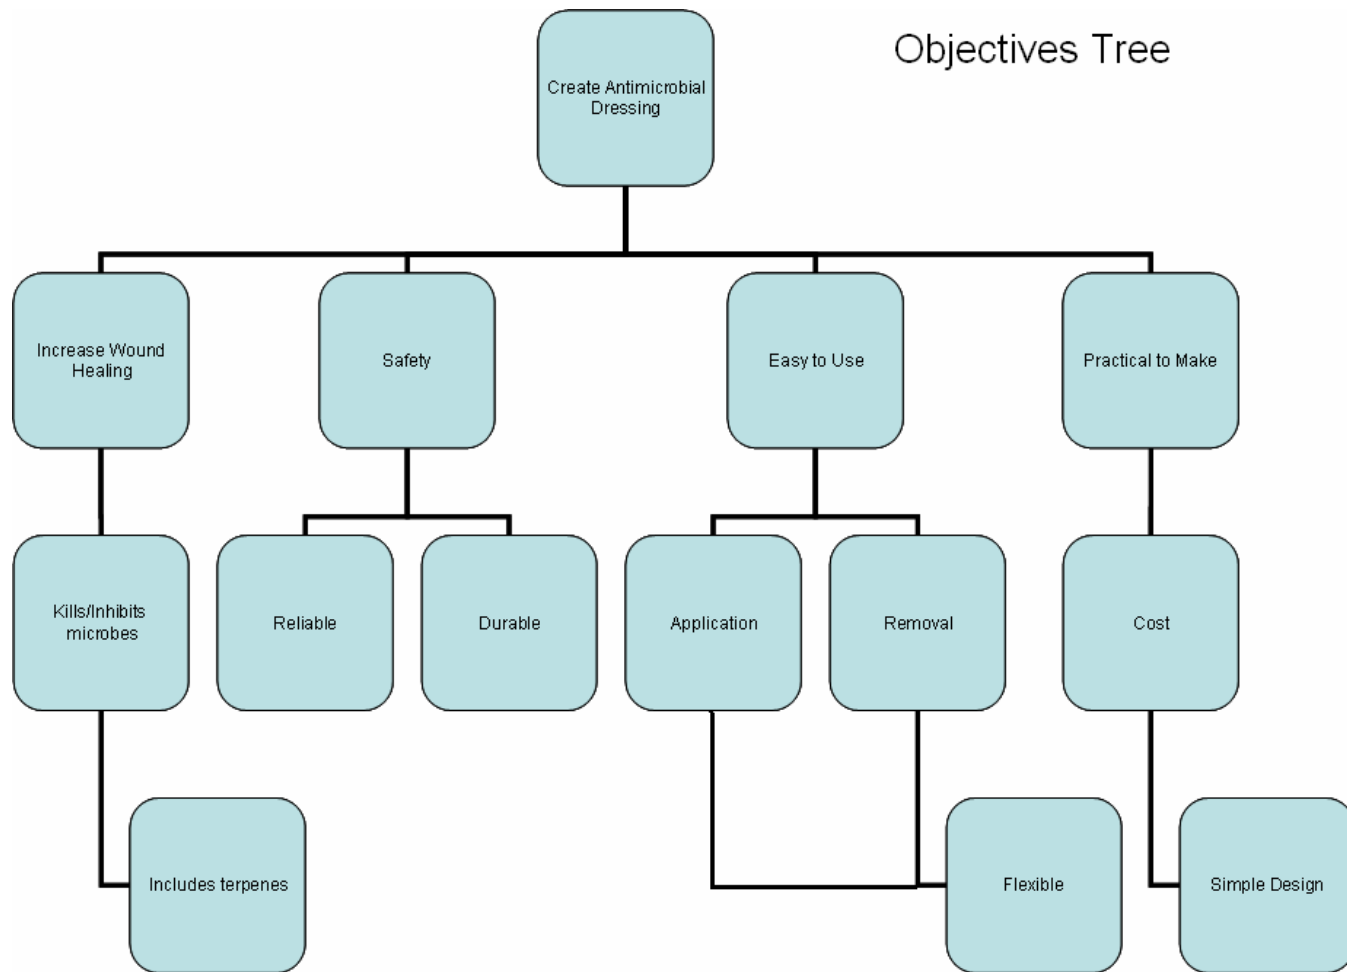 Objectives Tree
Create Antimicrobial
Dressing
Increase Wound
Healing
Safety
Easy to Use
Practical to Make
Kills/Inhibits
microbes
Reliable
Durable
Application
Removal
Cost
Includes terpenes
Flexible
Simple Design